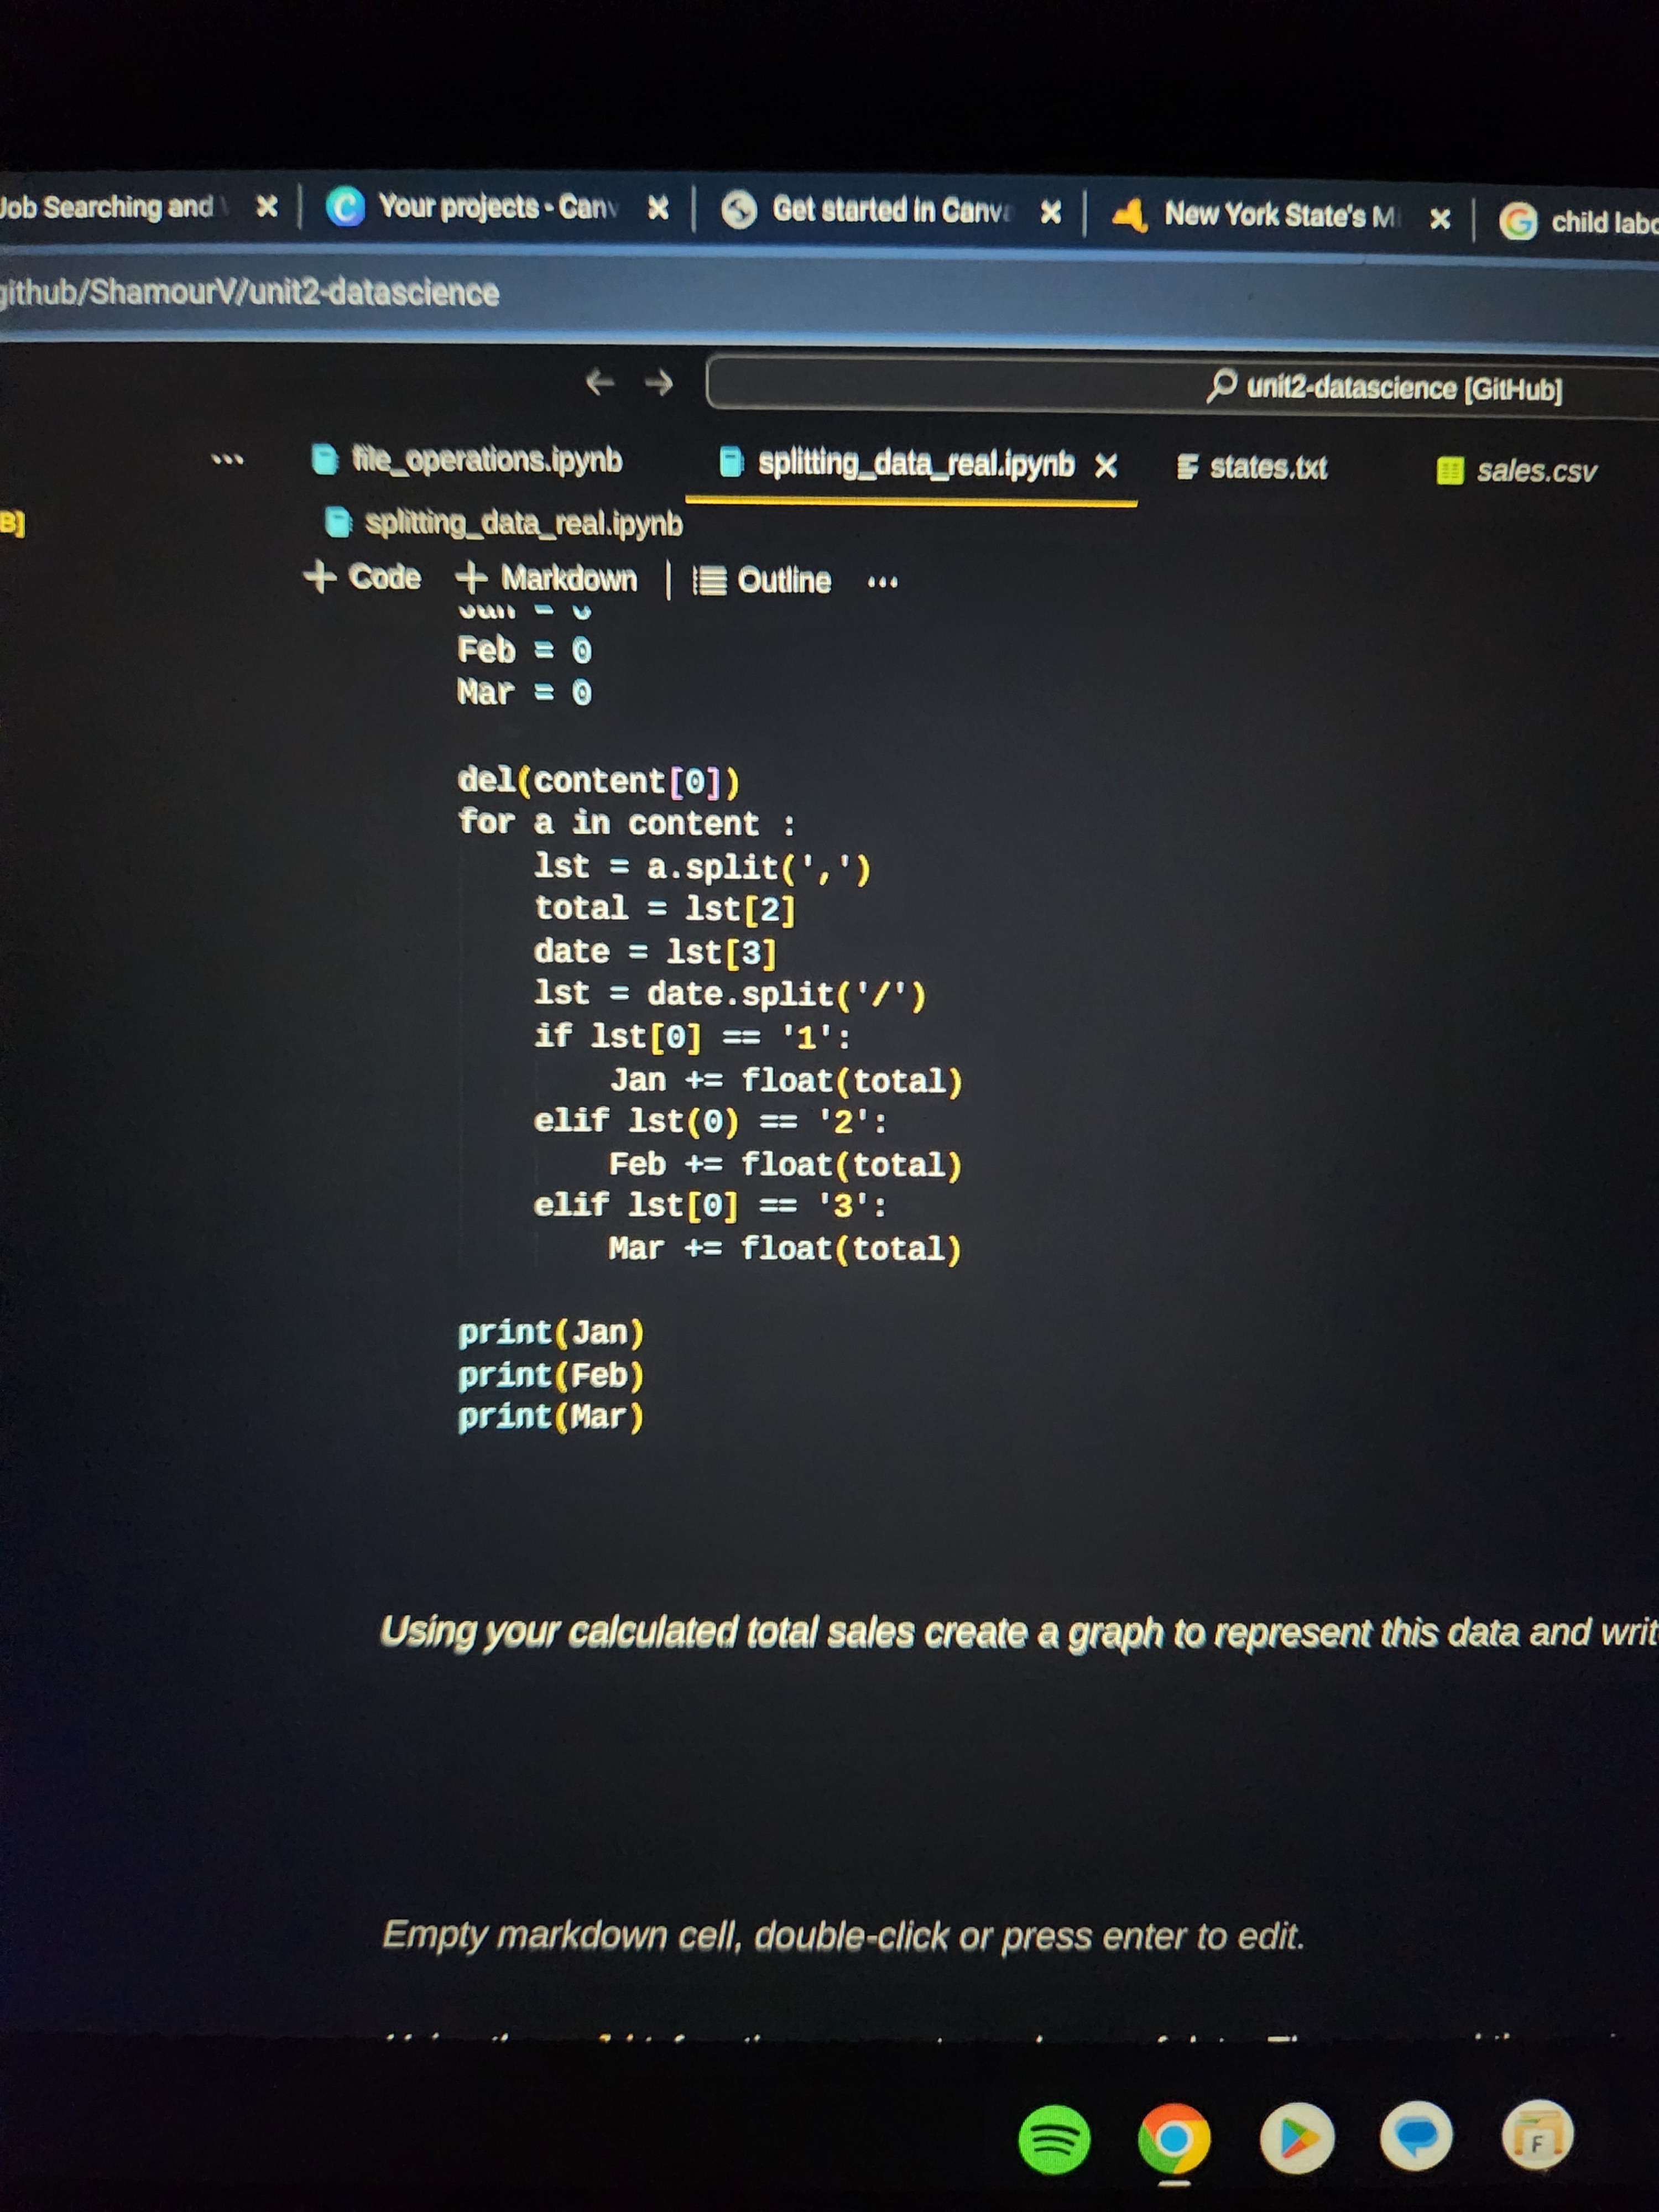 Job Searching and
Your projects - Canv
Get started in Canva
New York State's M
child labo
github/ShamourV/unit2-datascience
unit2-datascience [GitHub]
file_operations.ipynb
splitting_data_real.ipynb
states.txt
sales.csv
B]
splitting_data_real.ipynb
+ Code + Markdown | Outline ...
Jan = 0
Feb = 0
Mar = 0
del(content[0])
for a in content :
lst = a.split(',')
total = lst[2]
date = lst[3]
lst = date.split('/')
if lst[0] == '1':
Jan += float(total)
elif lst(0) == '2':
Feb += float(total)
elif lst[0] == '3':
Mar += float(total)
print(Jan)
print(Feb)
print(Mar)
Using your calculated total sales create a graph to represent this data and writ
Empty markdown cell, double-click or press enter to edit.
F